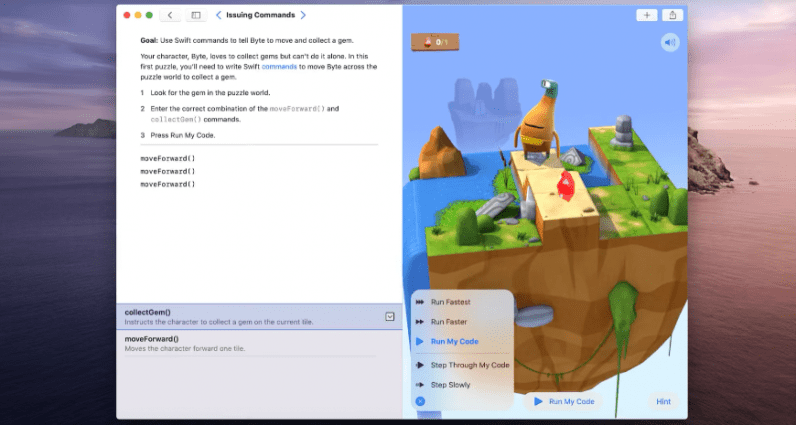 Issuing Commands
Goal: Use Swift commands to tell Byte to move and collect a gem.
Your character, Byte, loves to collect gems but can't do it alone. In this
first puzzle, you'll need to write Swift commands to move Byte across the
puzzle world to collect a gem.
1 Look for the gem in the puzzle world.
2 Enter the correct combination of the moveForward() and
collectGem() commands.
3 Press Run My Code.
moveForward()
moveForward()
moveForward()
collectGem()
Instructs the character to collect a gem on the current tile.
moveForward()
Moves the character forward one tile.
0/1
Run Fastest
Run Faster
Run My Code
Step Through My Code
Step Slowly
Run My Code
Hint